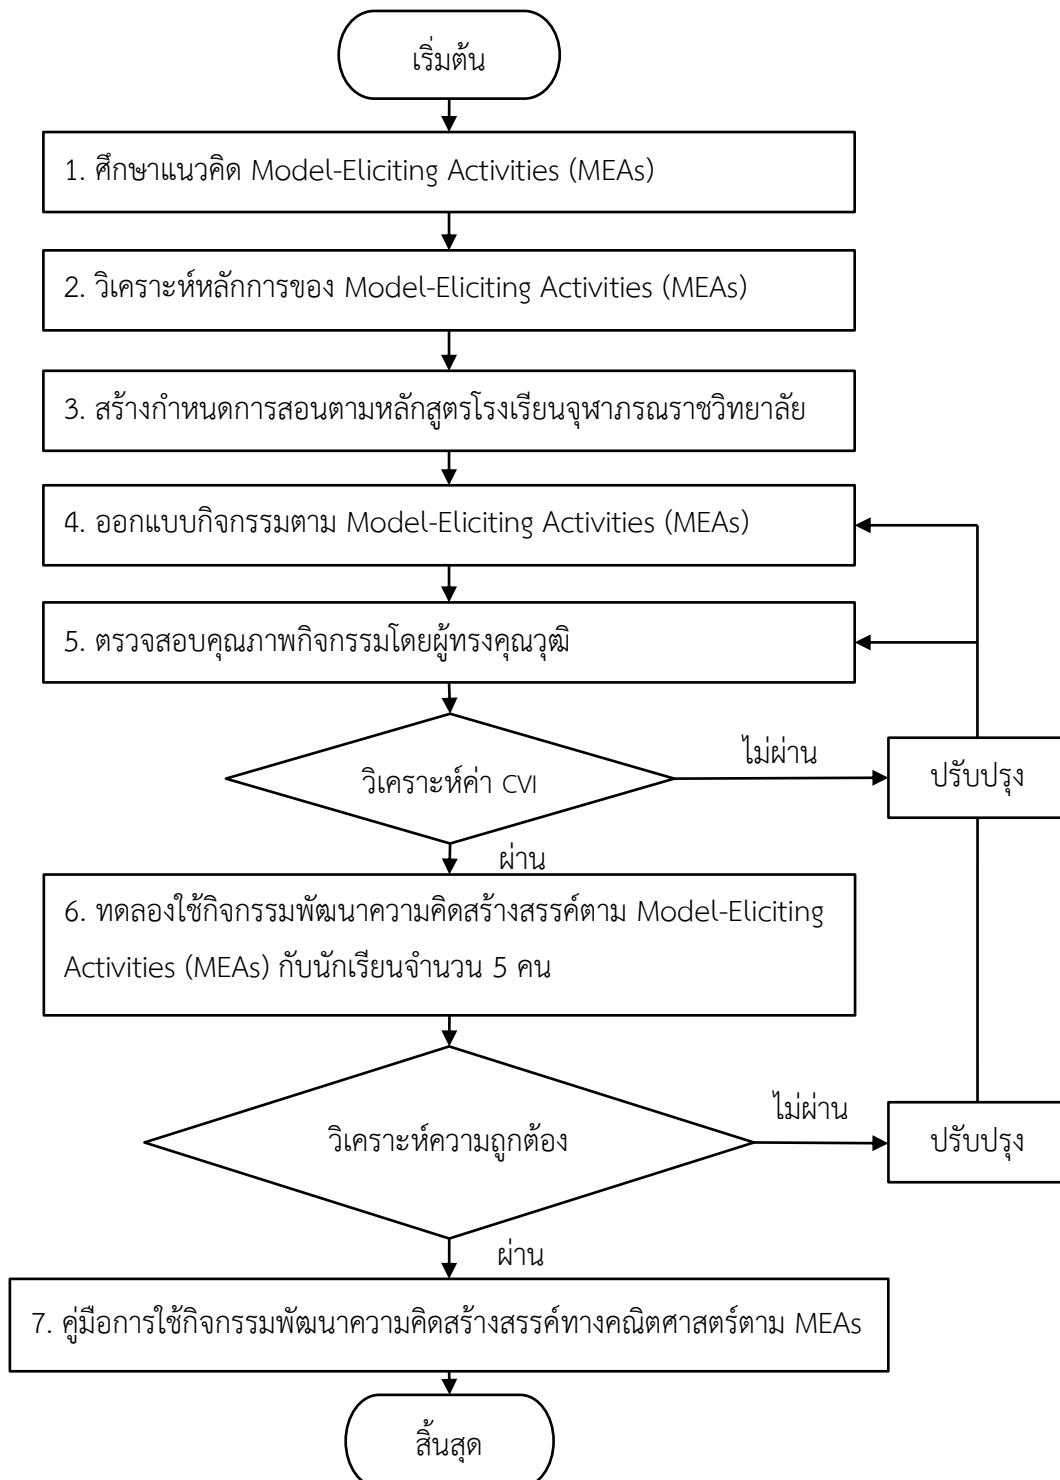 เริ่มต้น
1. ศึกษาแนวคิด Model-Eliciting Activities (MEAs)
2. วิเคราะห์หลักการของ Model-Eliciting Activities (MEAs)
3. สร้างกำหนดการสอนตามหลักสูตรโรงเรียนจุฬาภรณราชวิทยาลัย
4. ออกแบบกิจกรรมตาม Model-Eliciting Activities (MEAs)
5. ตรวจสอบคุณภาพกิจกรรมโดยผู้ทรงคุณวุฒิ
วิเคราะห์ค่า CVI
ไม่ผ่าน
ปรับปรุง
ผ่าน
6. ทดลองใช้กิจกรรมพัฒนาความคิดสร้างสรรค์ตาม Model-Eliciting
Activities (MEAs) กับนักเรียนจำนวน 5 คน
วิเคราะห์ความถูกต้อง
ไม่ผ่าน
ปรับปรุง
ผ่าน
7. คู่มือการใช้กิจกรรมพัฒนาความคิดสร้างสรรค์ทางคณิตศาสตร์ตาม MEAs
สิ้นสุด